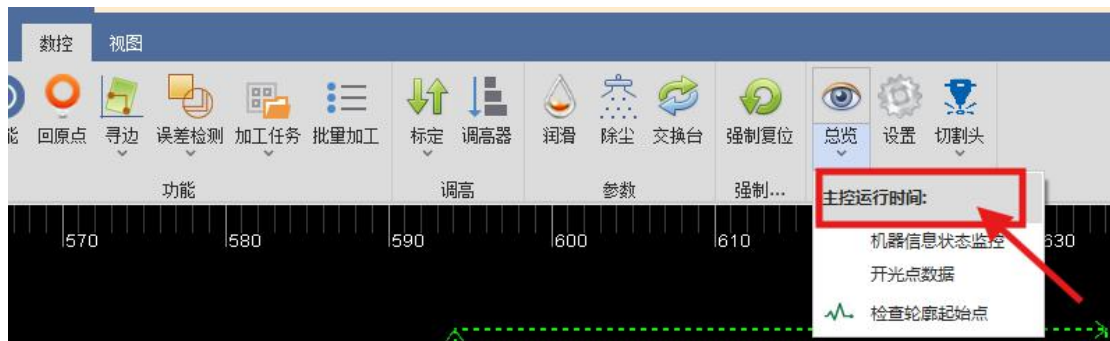 数控 视图
能 回原点 寻边 误差检测 加工任务 批量加工 标定 调高器 润滑 除尘 交换台 强制复位 总览 设置 切割头
功能 调高 参数 强制...
主控运行时间:
570 580 590 600 610 630
机器信息状态监控
开光点数据
检查轮廓起始点